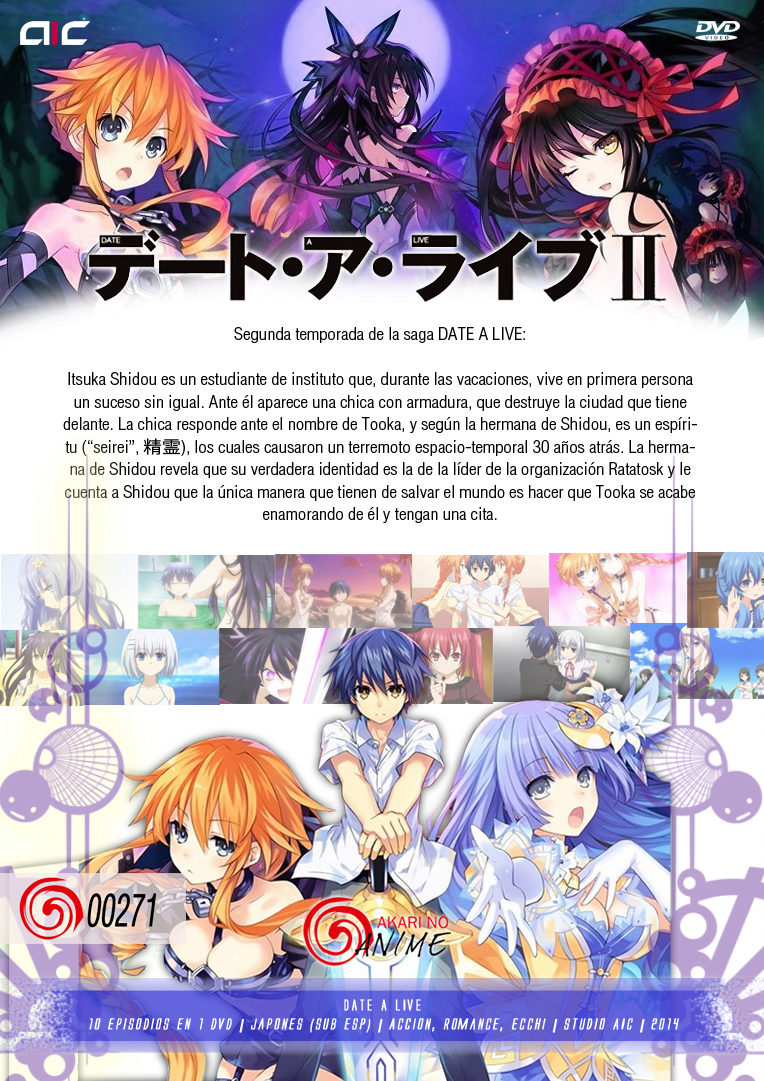 aic
DVD
VIDEO
DATE A LIVE
デート・ア・ライブII
Segunda temporada de la saga DATE A LIVE:
Itsuka Shidou es un estudiante de instituto que, durante las vacaciones, vive en primera persona
un suceso sin igual. Ante él aparece una chica con armadura, que destruye la ciudad que tiene
delante. La chica responde ante el nombre de Tooka, y según la hermana de Shidou, es un espíri-
tu (“seirei”, 精霊), los cuales causaron un terremoto espacio-temporal 30 años atrás. La herma-
na de Shidou revela que su verdadera identidad es la de la líder de la organización Ratatosk y le
cuenta a Shidou que la única manera que tienen de salvar el mundo es hacer que Tooka se acabe
enamorando de él y tengan una cita.
00271
AKARI NO
ANIME
DATE A LIVE
10 EPISODIOS EN 1 DVD | JAPONES (SUB ESP) | ACCION, ROMANCE, ECCHI | STUDIO AIC | 2014